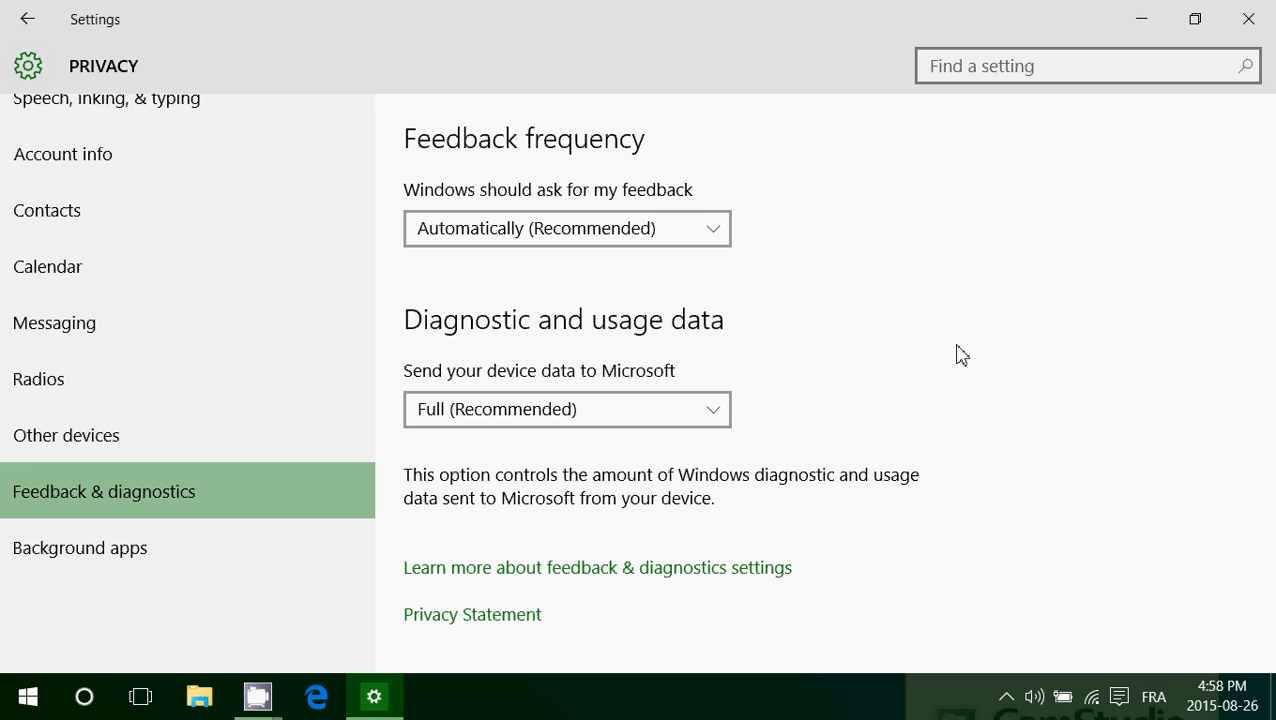 Settings
PRIVACY
Find a setting
Speech, inking, & typing
Account info
Contacts
Calendar
Messaging
Radios
Other devices
Feedback & diagnostics
Background apps
Feedback frequency
Windows should ask for my feedback
Automatically (Recommended)
Diagnostic and usage data
Send your device data to Microsoft
Full (Recommended)
This option controls the amount of Windows diagnostic and usage
data sent to Microsoft from your device.
Learn more about feedback & diagnostics settings
Privacy Statement
FRA
4:58 PM
2015-08-26
CamStudio